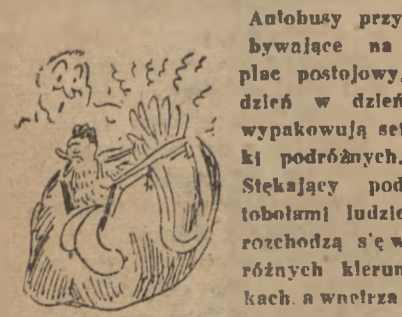 Autobusy przy
bywające na
plac postojowy,
dzień w dzień
wypakowują set
ki podróżnych.
Stękający pod
tobołami ludzie
rozchodzą s'ę w
różnych kierun
kach. a wnętrza